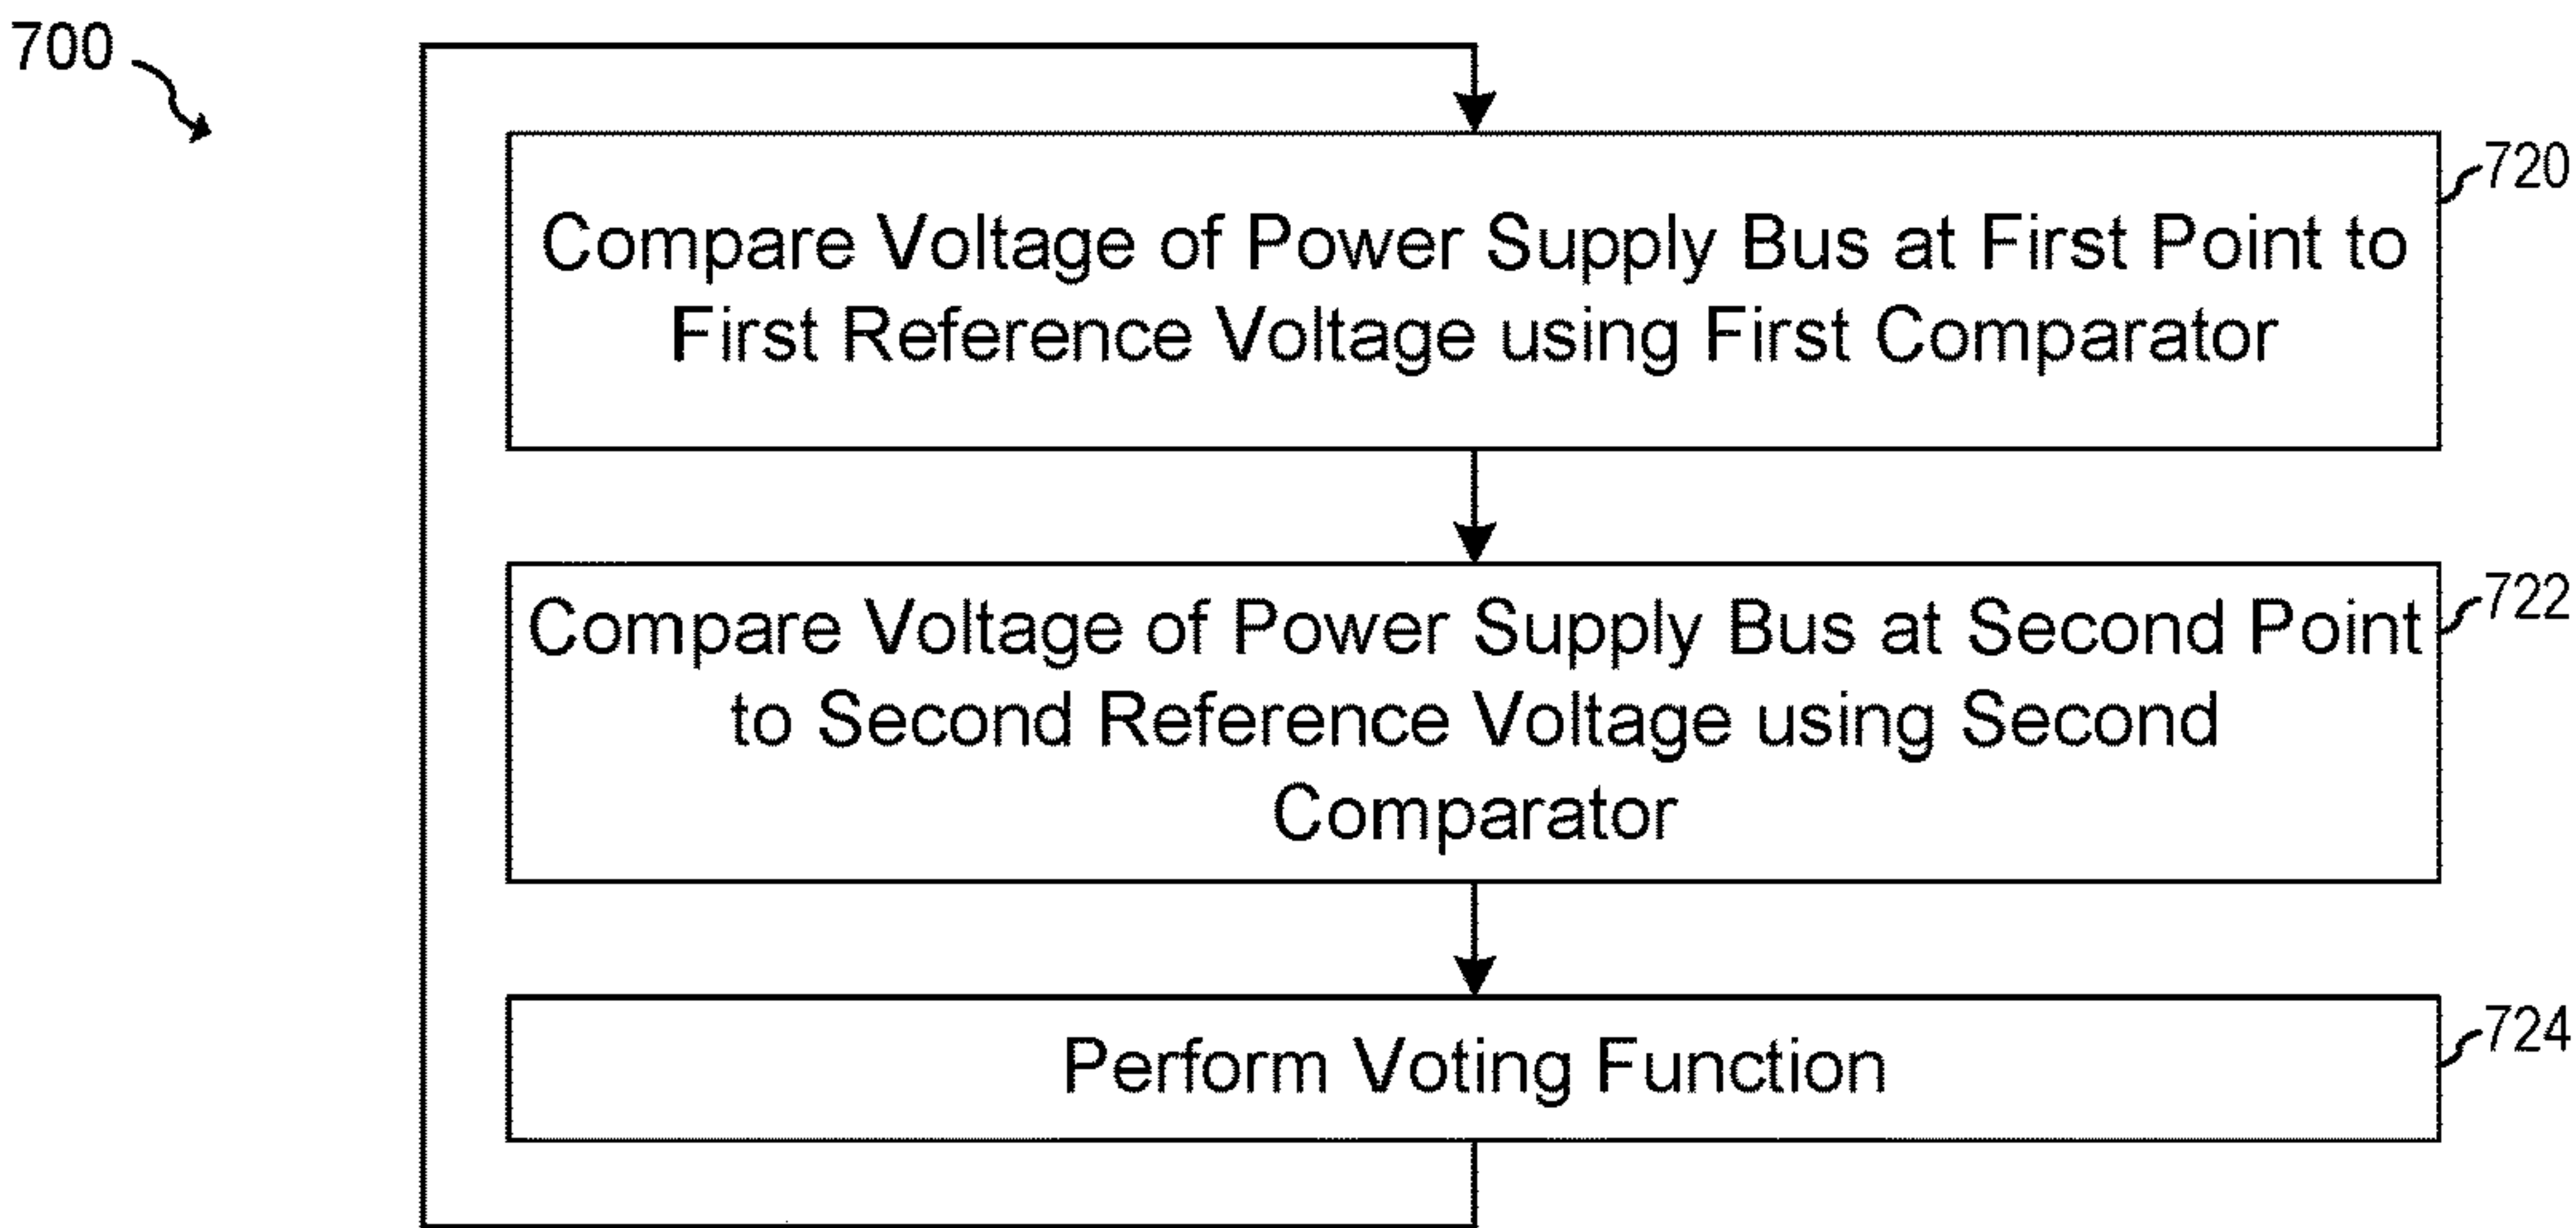 700
720
Compare Voltage of Power Supply Bus at First Point to
First Reference Voltage using First Comparator
722
Compare Voltage of Power Supply Bus at Second Point
to Second Reference Voltage using Second
Comparator
724
Perform Voting Function